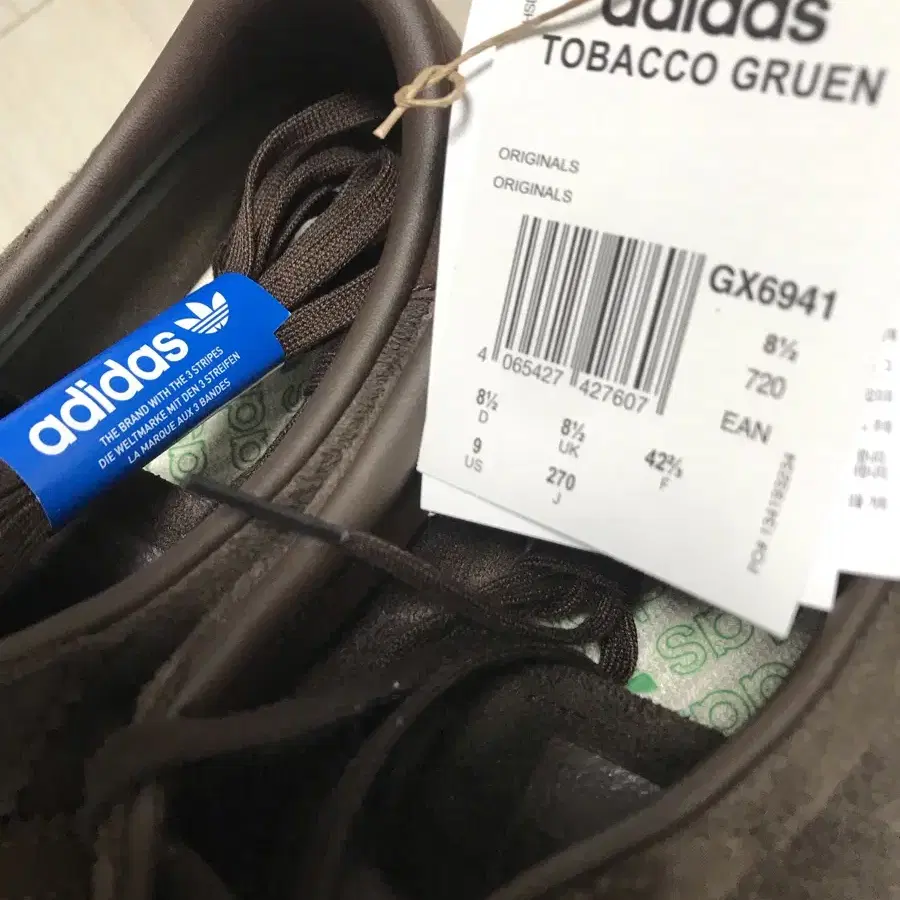 adidas
TOBACCO GRUEN
ORIGINALS
ORIGINALS
GX6941
8½
720
EAN
4 065427 427607
8½ 8½ 42⅔
D UK F
9 270
US J
PO# 134193234
adidas
THE BRAND WITH THE 3 STRIPES
DIE WELTMARKE MIT DEN 3 STREIFEN
LA MARQUE AUX 3 BANDES